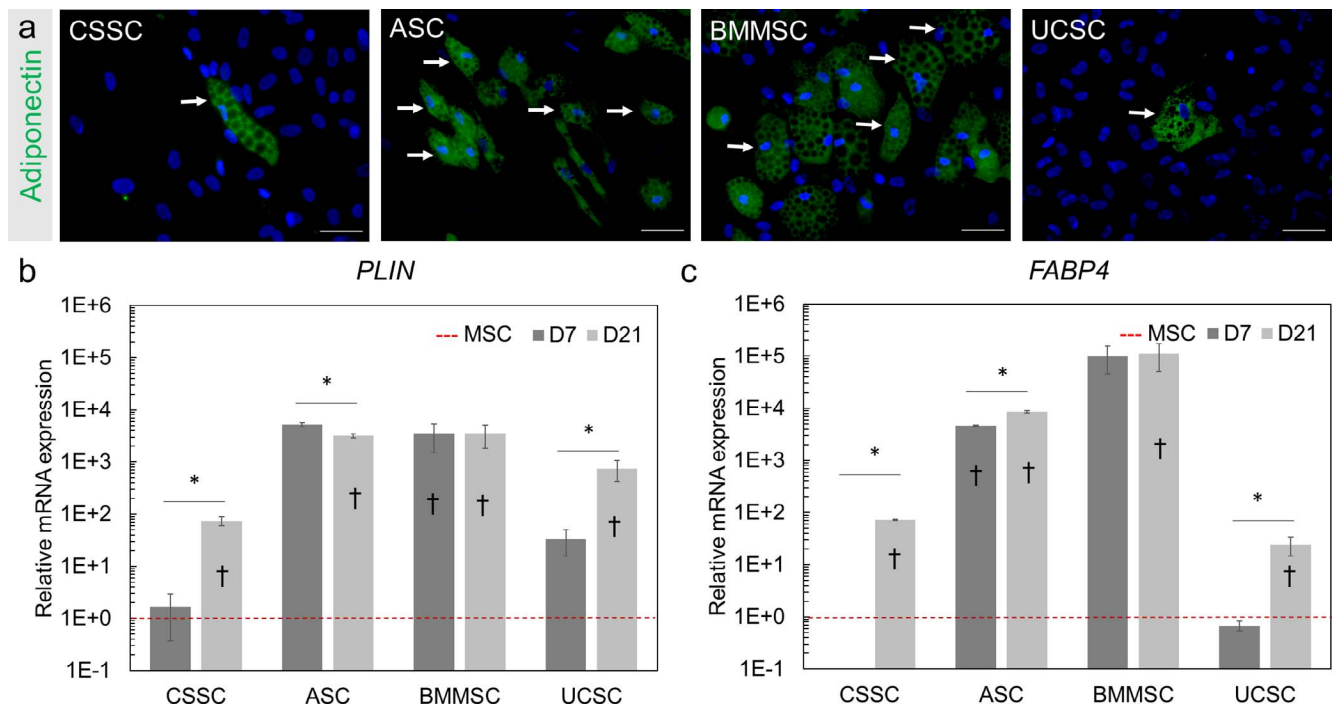 a
CSSC
ASC
BMMSC
UCSC
Adiponectin
b
PLIN
Relative mRNA expression
1E+6
1E+5
1E+4
1E+3
1E+2
1E+1
1E+0
1E-1
--- MSC D7 D21
*
*
*
†
†
†
†
†
CSSC ASC BMMSC UCSC
c
FABP4
Relative mRNA expression
1E+6
1E+5
1E+4
1E+3
1E+2
1E+1
1E+0
1E-1
--- MSC D7 D21
*
*
*
†
†
†
†
†
CSSC ASC BMMSC UCSC